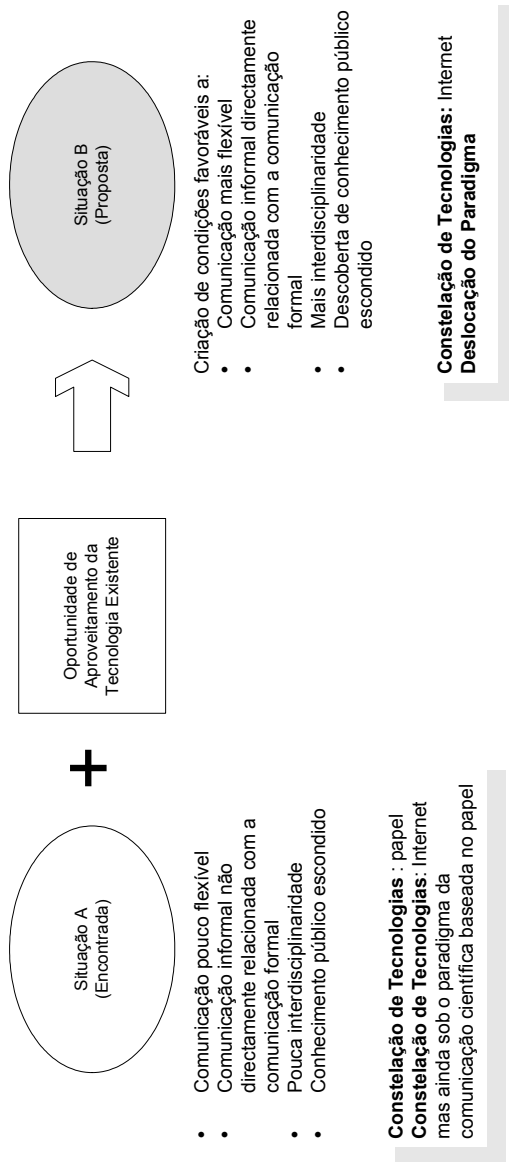 Situação A
(Encontrada)
+
Oportunidade de
Aproveitamento da
Tecnologia Existente
Situação B
(Proposta)
• Comunicação pouco flexível
• Comunicação informal não
directamente relacionada com a
comunicação formal
• Pouca interdisciplinaridade
• Conhecimento público escondido
Constelação de Tecnologias : papel
Constelação de Tecnologias: Internet
mas ainda sob o paradigma da
comunicação científica baseada no papel
Criação de condições favoráveis a:
• Comunicação mais flexível
• Comunicação informal directamente
relacionada com a comunicação
formal
• Mais interdisciplinaridade
• Descoberta de conhecimento público
escondido
Constelação de Tecnologias: Internet
Deslocação do Paradigma